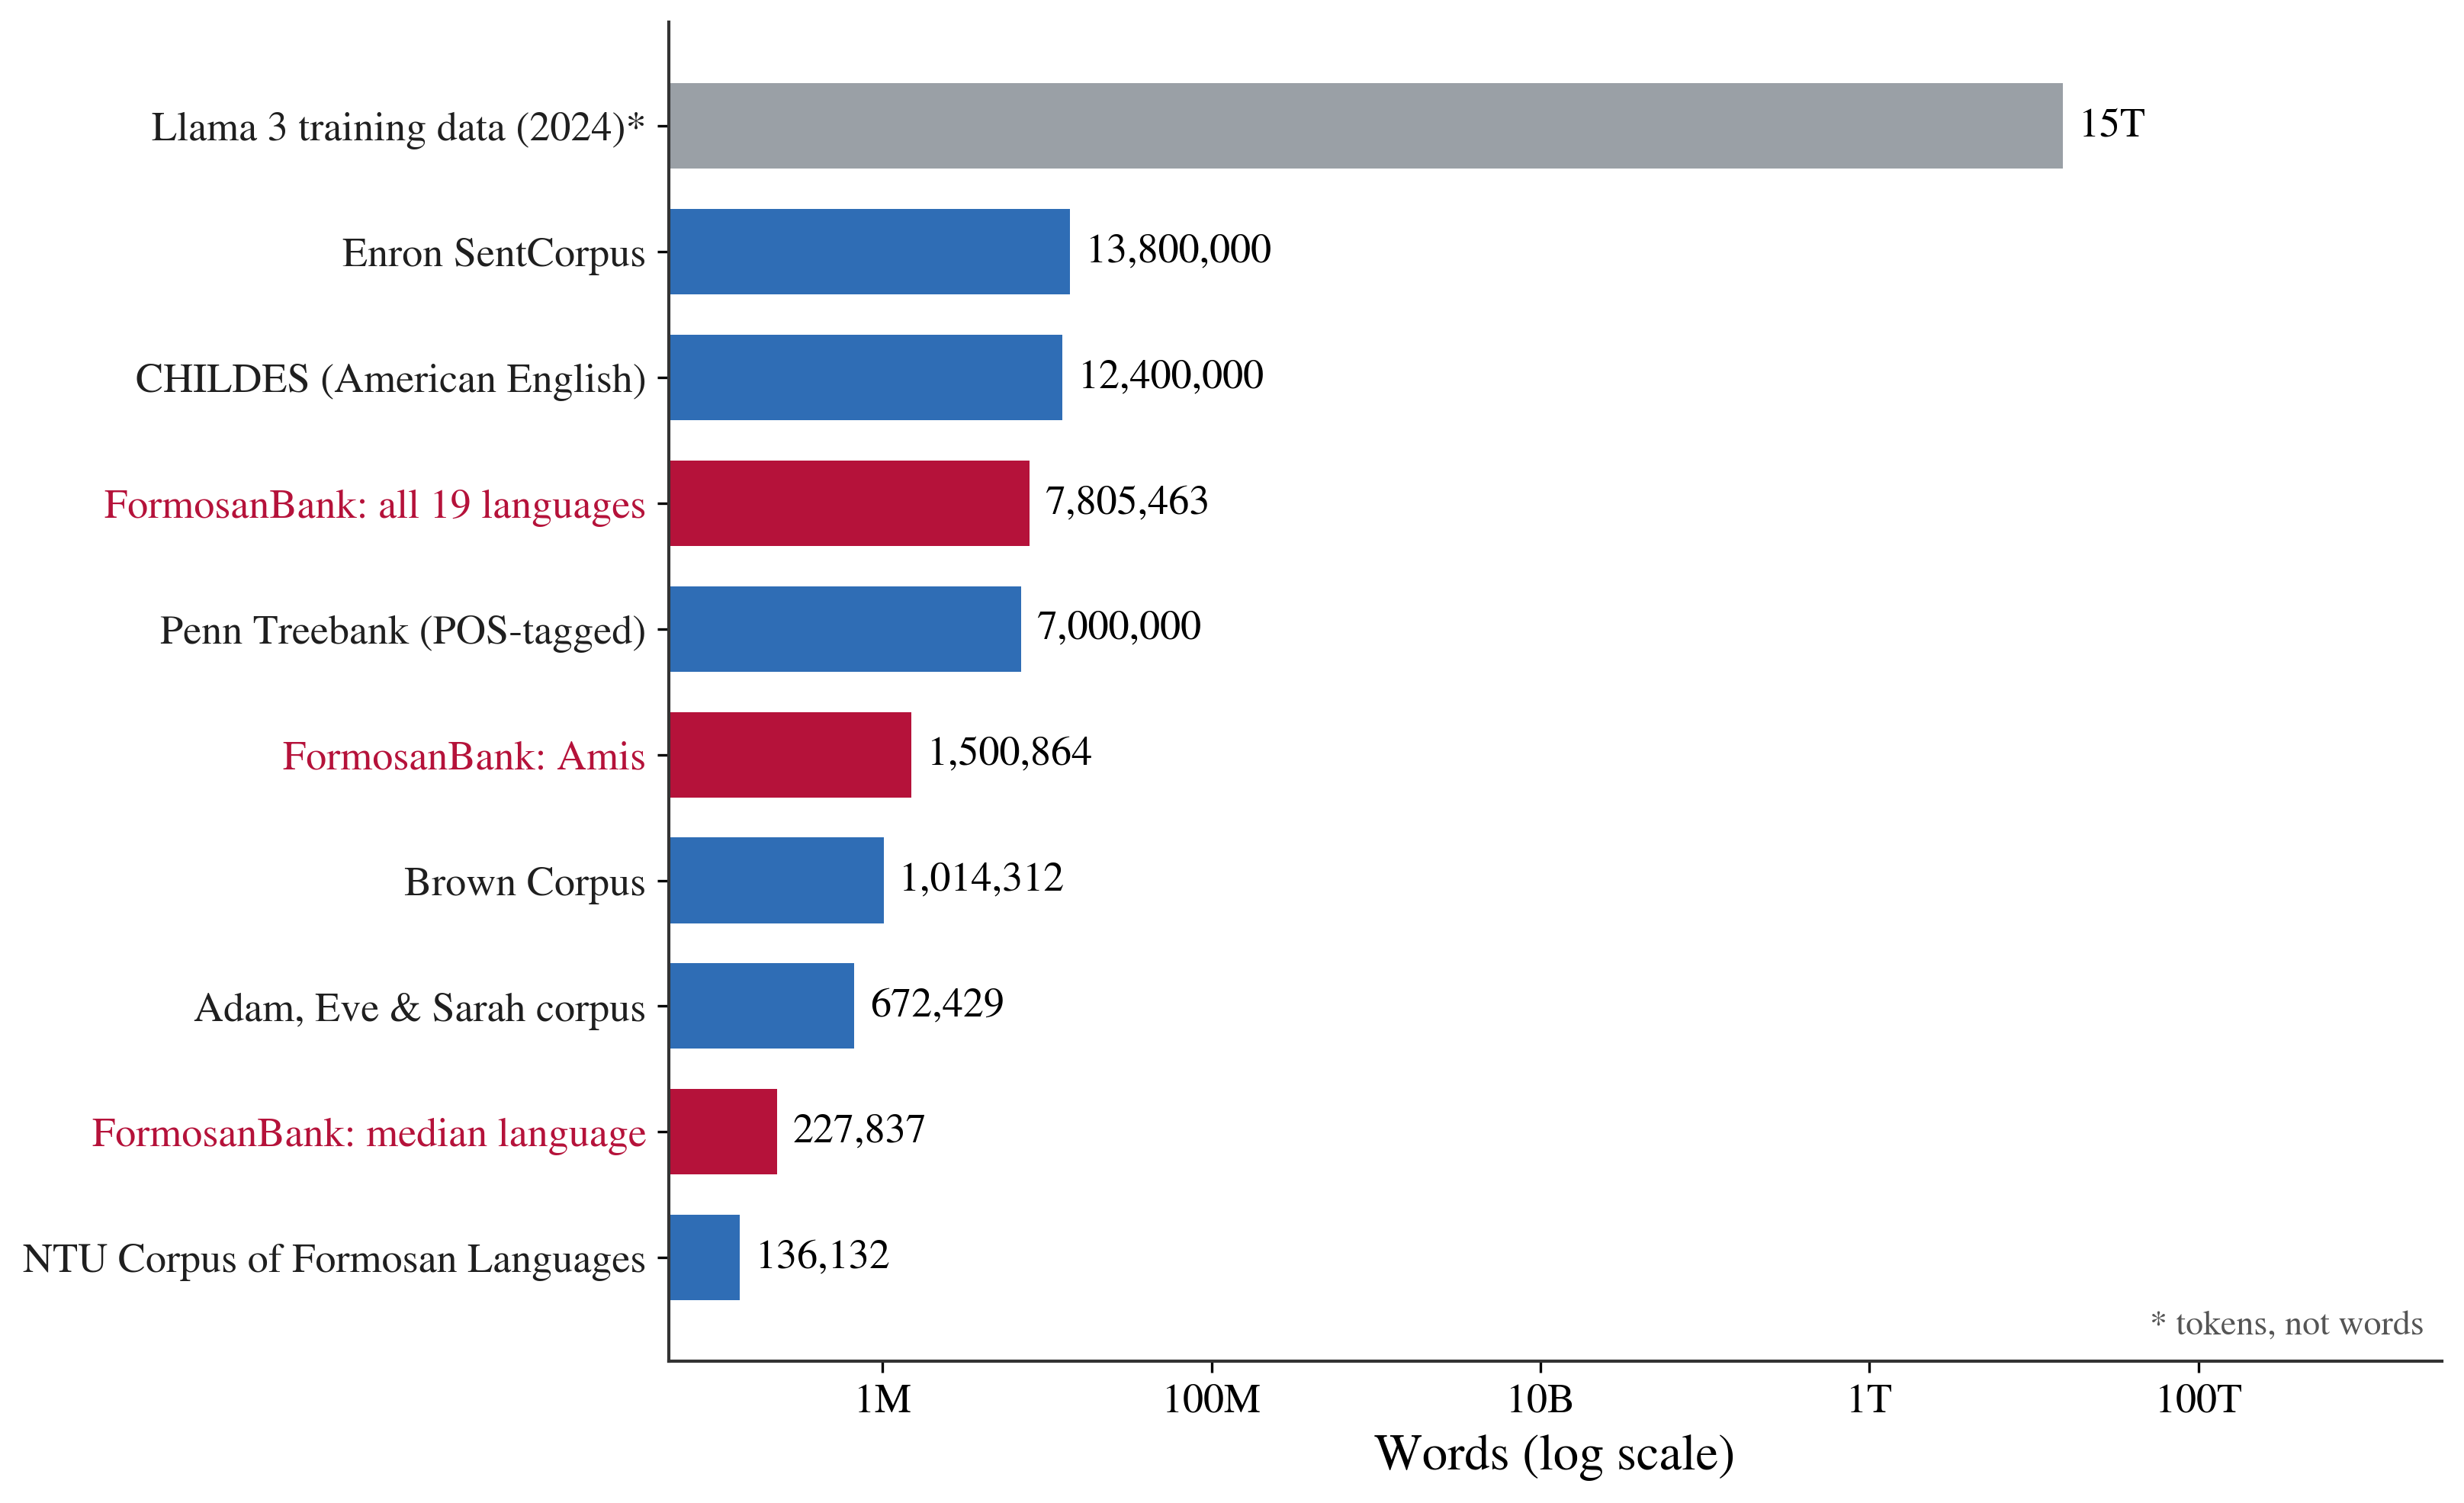 Llama 3 training data (2024)* 15T
Enron SentCorpus 13,800,000
CHILDES (American English) 12,400,000
FormosanBank: all 19 languages 7,805,463
Penn Treebank (POS-tagged) 7,000,000
FormosanBank: Amis 1,500,864
Brown Corpus 1,014,312
Adam, Eve & Sarah corpus 672,429
FormosanBank: median language 227,837
NTU Corpus of Formosan Languages 136,132
* tokens, not words
1M 100M 10B 1T 100T
Words (log scale)